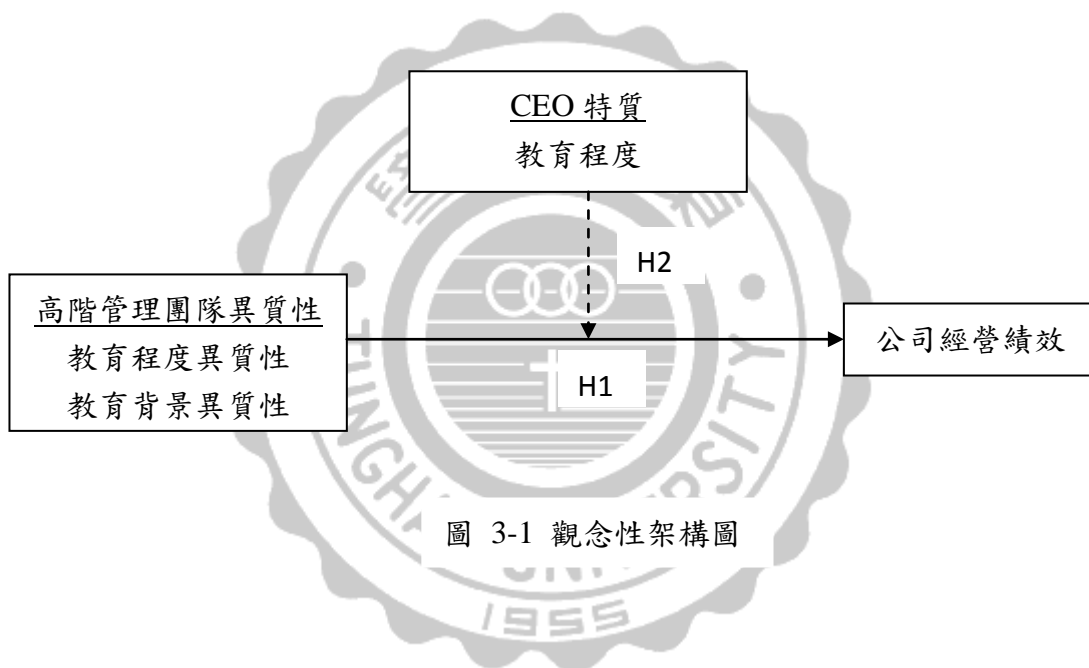 CEO 特質
教育程度
H2
高階管理團隊異質性
教育程度異質性
教育背景異質性
公司經營績效
H1
圖 3-1 觀念性架構圖
1955